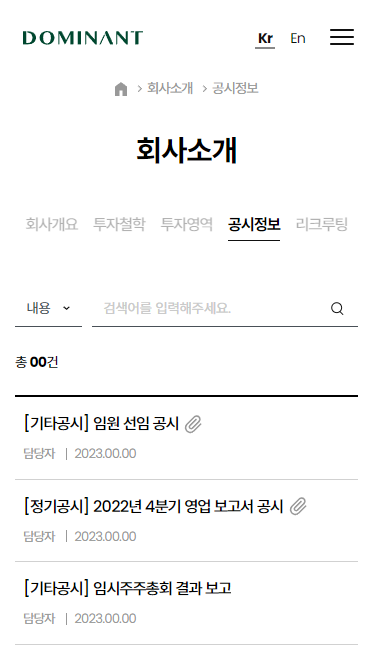 DOMINANT Kr En
회사소개 공시정보
회사소개
회사개요 투자철학 투자영역 공시정보 리크루팅
내용 검색어를 입력해주세요.
총 00건
[기타공시] 임원 선임 공시
담당자 | 2023.00.00
[정기공시] 2022년 4분기 영업 보고서 공시
담당자 | 2023.00.00
[기타공시] 임시주주총회 결과 보고
담당자 | 2023.00.00